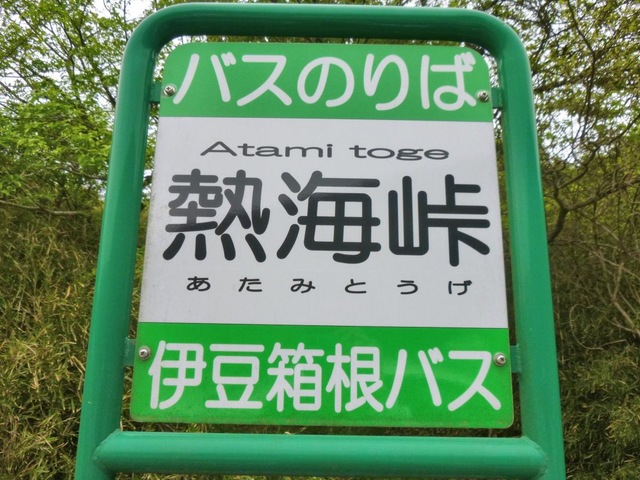 バスのりば
Atami toge
熱海峠
あたみとうげ
伊豆箱根バス